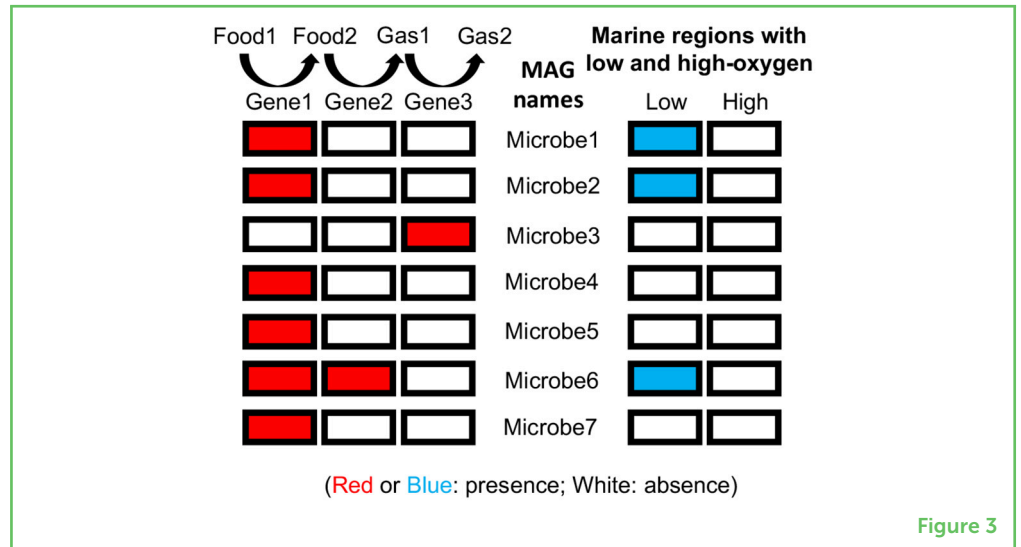 Food1 Food2 Gas1 Gas2
Gene1 Gene2 Gene3
MAG
names
Marine regions with
low and high-oxygen
Low High
Microbe1
Microbe2
Microbe3
Microbe4
Microbe5
Microbe6
Microbe7
(Red or Blue: presence; White: absence)
Figure 3